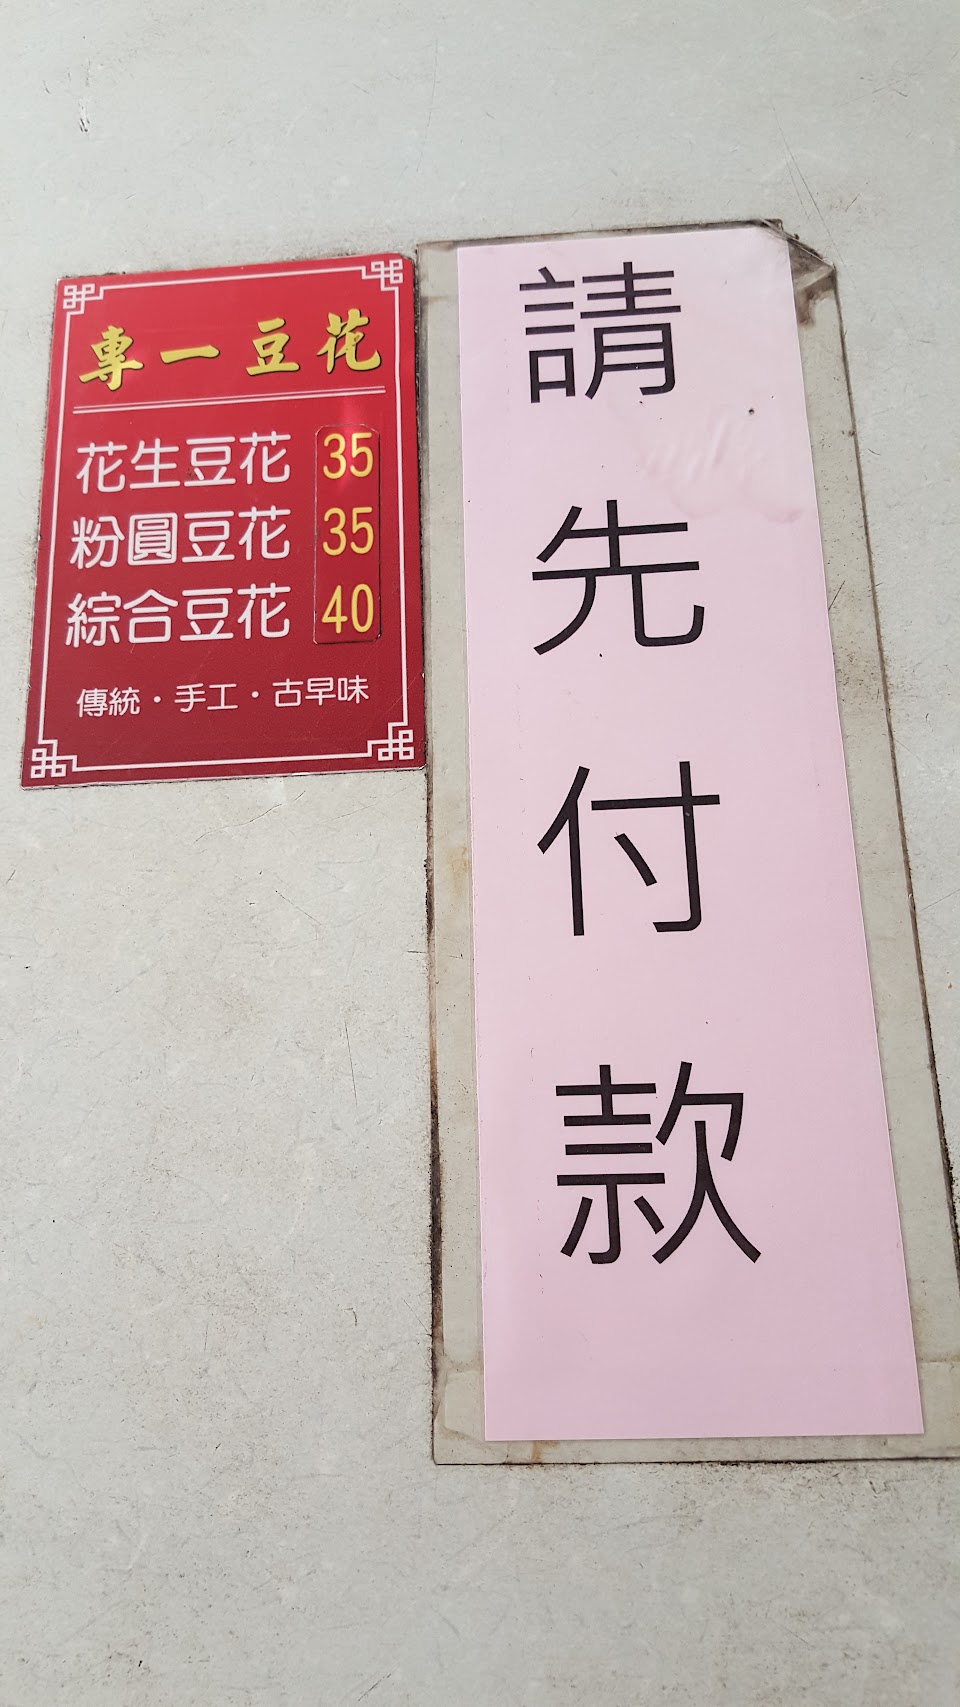 專一豆花
花生豆花 35
粉圓豆花 35
綜合豆花 40
傳統・手工・古早味
請先付款